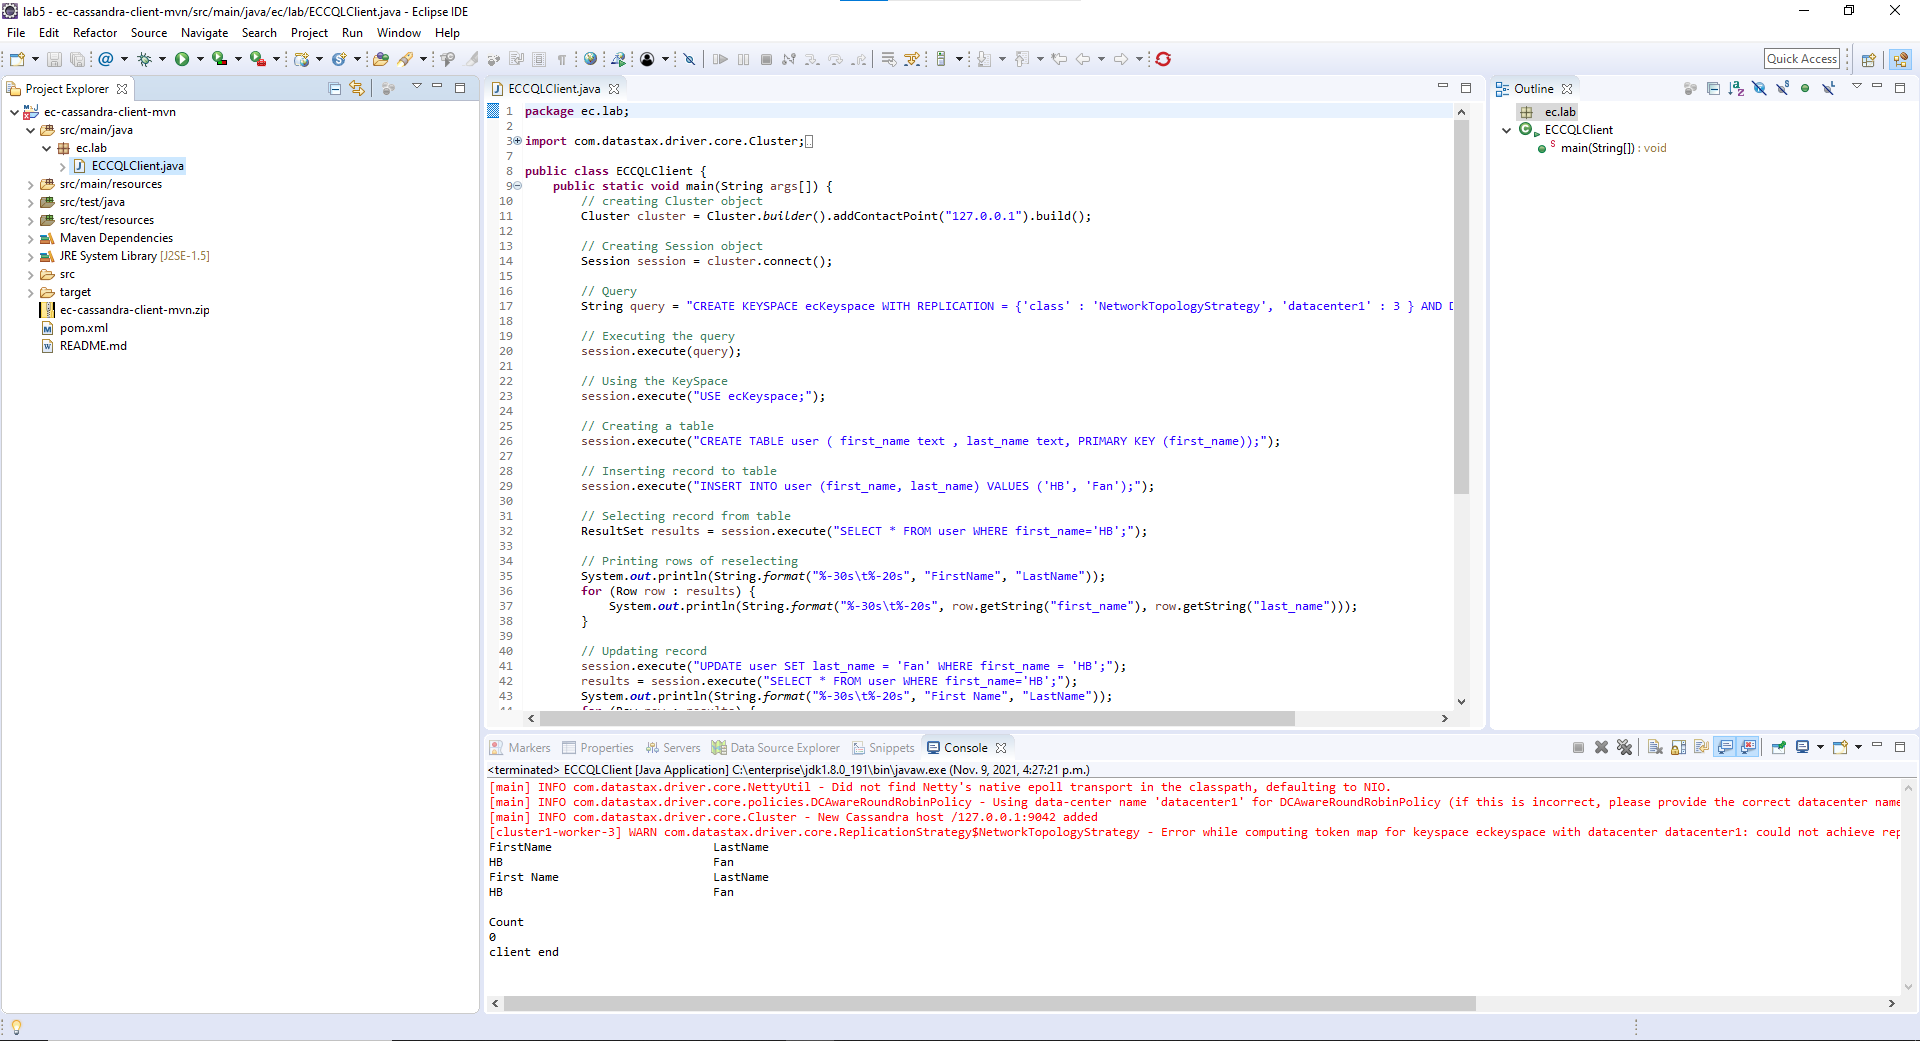 lab5 - ec-cassandra-client-mvn/src/main/java/ec/lab/ECCQLClient.java - Eclipse IDE
File Edit Refactor Source Navigate Search Project Run Window Help
Quick Access
Project Explorer
ec-cassandra-client-mvn
src/main/java
ec.lab
ECCQLClient.java
src/main/resources
src/test/java
src/test/resources
Maven Dependencies
JRE System Library [J2SE-1.5]
src
target
ec-cassandra-client-mvn.zip
pom.xml
README.md
ECCQLClient.java
1 package ec.lab;
2
3 import com.datastax.driver.core.Cluster;
7
8 public class ECCQLClient {
9 public static void main(String args[]) {
10 // creating Cluster object
11 Cluster cluster = Cluster.builder().addContactPoint("127.0.0.1").build();
12
13 // Creating Session object
14 Session session = cluster.connect();
15
16 // Query
17 String query = "CREATE KEYSPACE ecKeyspace WITH REPLICATION = {'class' : 'NetworkTopologyStrategy', 'datacenter1' : 3 } AND D
18
19 // Executing the query
20 session.execute(query);
21
22 // Using the KeySpace
23 session.execute("USE ecKeyspace;");
24
25 // Creating a table
26 session.execute("CREATE TABLE user ( first_name text , last_name text, PRIMARY KEY (first_name));");
27
28 // Inserting record to table
29 session.execute("INSERT INTO user (first_name, last_name) VALUES ('HB', 'Fan');");
30
31 // Selecting record from table
32 ResultSet results = session.execute("SELECT * FROM user WHERE first_name='HB';");
33
34 // Printing rows of reselecting
35 System.out.println(String.format("%-30s\t%-20s", "FirstName", "LastName"));
36 for (Row row : results) {
37 System.out.println(String.format("%-30s\t%-20s", row.getString("first_name"), row.getString("last_name")));
38 }
39
40 // Updating record
41 session.execute("UPDATE user SET last_name = 'Fan' WHERE first_name = 'HB';");
42 results = session.execute("SELECT * FROM user WHERE first_name='HB';");
43 System.out.println(String.format("%-30s\t%-20s", "First Name", "LastName"));
44 for (Row row : results) {
Outline
ec.lab
ECCQLClient
main(String[]) : void
Markers Properties Servers Data Source Explorer Snippets Console
<terminated> ECCQLClient [Java Application] C:\enterprise\jdk1.8.0_191\bin\javaw.exe (Nov. 9, 2021, 4:27:21 p.m.)
[main] INFO com.datastax.driver.core.NettyUtil - Did not find Netty's native epoll transport in the classpath, defaulting to NIO.
[main] INFO com.datastax.driver.core.policies.DCAwareRoundRobinPolicy - Using data-center name 'datacenter1' for DCAwareRoundRobinPolicy (if this is incorrect, please provide the correct datacenter name
[main] INFO com.datastax.driver.core.Cluster - New Cassandra host /127.0.0.1:9042 added
[cluster1-worker-3] WARN com.datastax.driver.core.ReplicationStrategy$NetworkTopologyStrategy - Error while computing token map for keyspace eckeyspace with datacenter datacenter1: could not achieve rep
FirstName LastName
HB Fan
First Name LastName
HB Fan
Count
0
client end